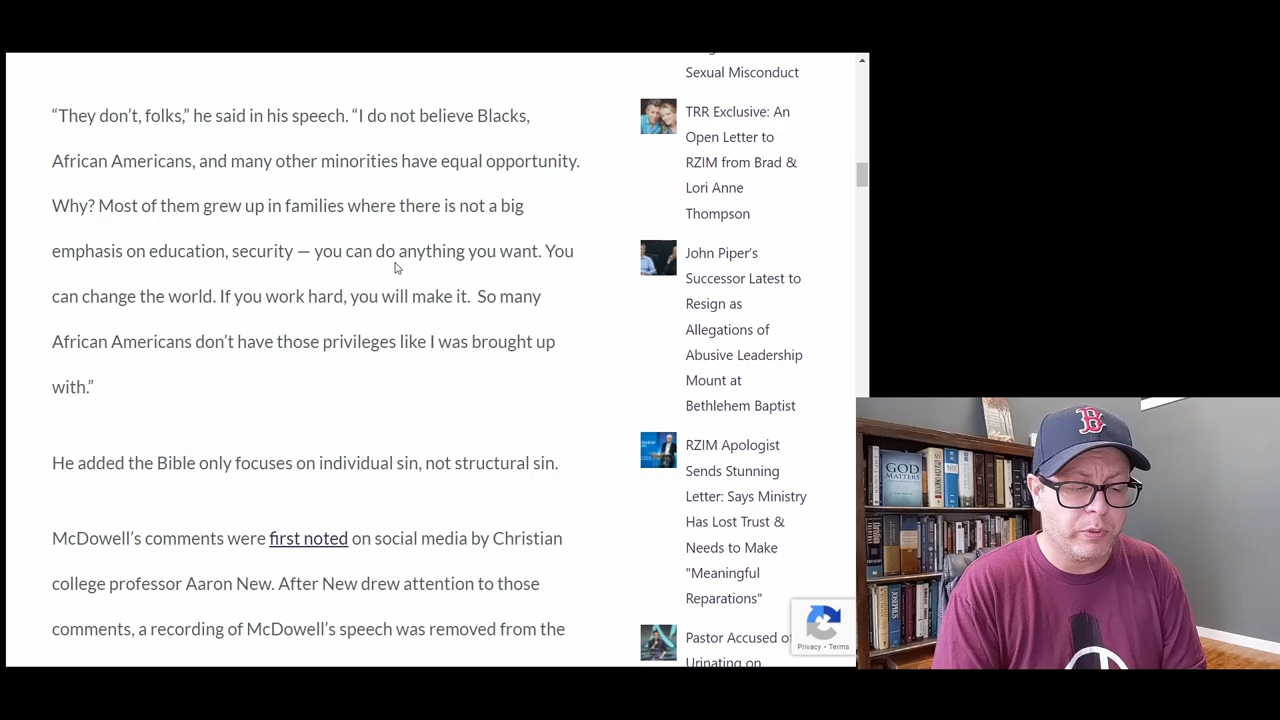 “They don’t, folks,” he said in his speech. “I do not believe Blacks,
African Americans, and many other minorities have equal opportunity.
Why? Most of them grew up in families where there is not a big
emphasis on education, security — you can do anything you want. You
can change the world. If you work hard, you will make it.  So many
African Americans don’t have those privileges like I was brought up
with.”
He added the Bible only focuses on individual sin, not structural sin.
McDowell’s comments were first noted on social media by Christian
college professor Aaron New. After New drew attention to those
comments, a recording of McDowell’s speech was removed from the
Sexual Misconduct
TRR Exclusive: An
Open Letter to
RZIM from Brad &
Lori Anne
Thompson
John Piper’s
Successor Latest to
Resign as
Allegations of
Abusive Leadership
Mount at
Bethlehem Baptist
RZIM Apologist
Sends Stunning
Letter: Says Ministry
Has Lost Trust &
Needs to Make
"Meaningful
Reparations"
Pastor Accused of
Urinating on
Privacy - Terms
B
GOD
MATTERS
NIV